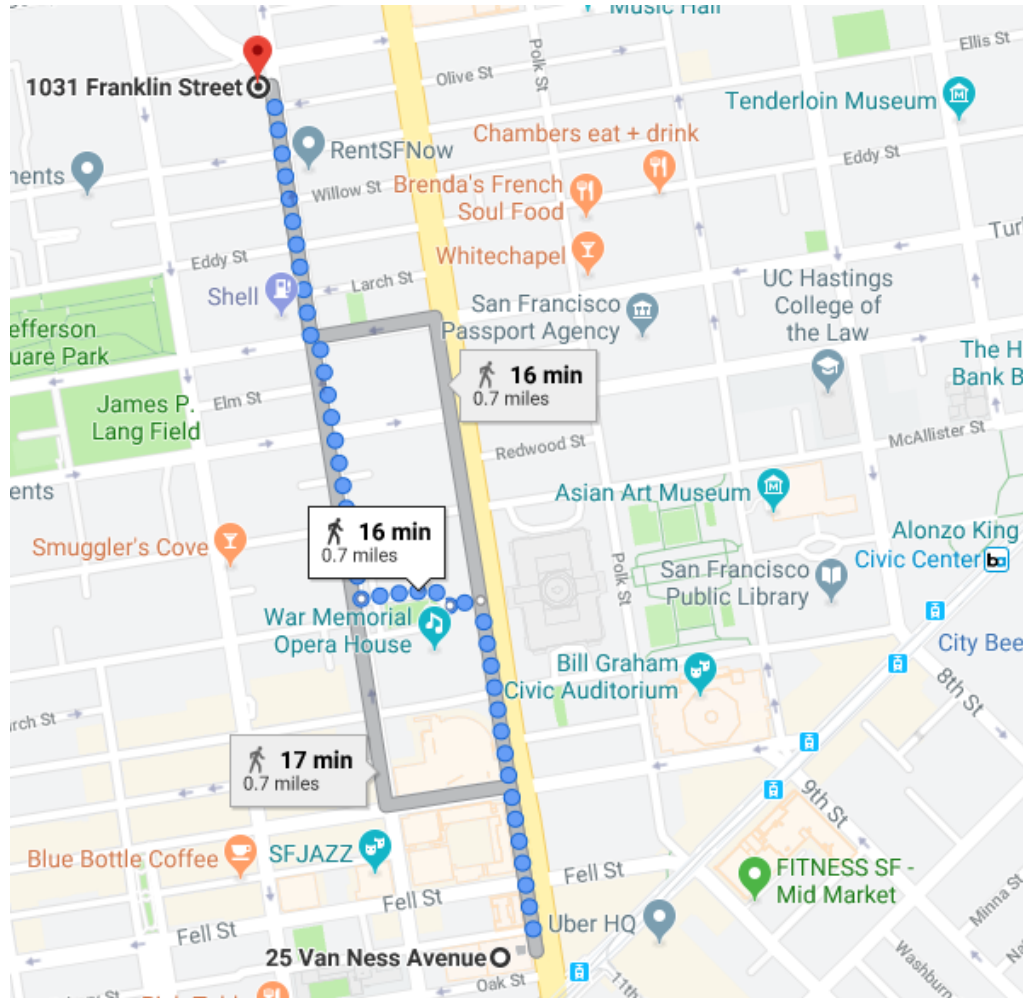 Music Hall
Ellis St
Polk St
Olive St
1031 Franklin Street
Tenderloin Museum
Chambers eat + drink
RentSFNow
Eddy St
ents
Willow St
Brenda's French
Soul Food
Turk
Eddy St
Whitechapel
Larch St
UC Hastings
College of
the Law
Shell
San Francisco
Passport Agency
efferson
uare Park
The H
Bank B
16 min
0.7 miles
Elm St
James P.
Lang Field
McAllister St
Redwood St
ents
Asian Art Museum
16 min
0.7 miles
Alonzo King
Smuggler's Cove
Civic Center
Polk St
San Francisco
Public Library
War Memorial
Opera House
City Bee
Bill Graham
Civic Auditorium
8th St
arch St
17 min
0.7 miles
9th St
Blue Bottle Coffee
SFJAZZ
Fell St
FITNESS SF -
Mid Market
Fell St
Uber HQ
Minna St
Fell St
25 Van Ness Avenue
Oak St
11th
Washburn